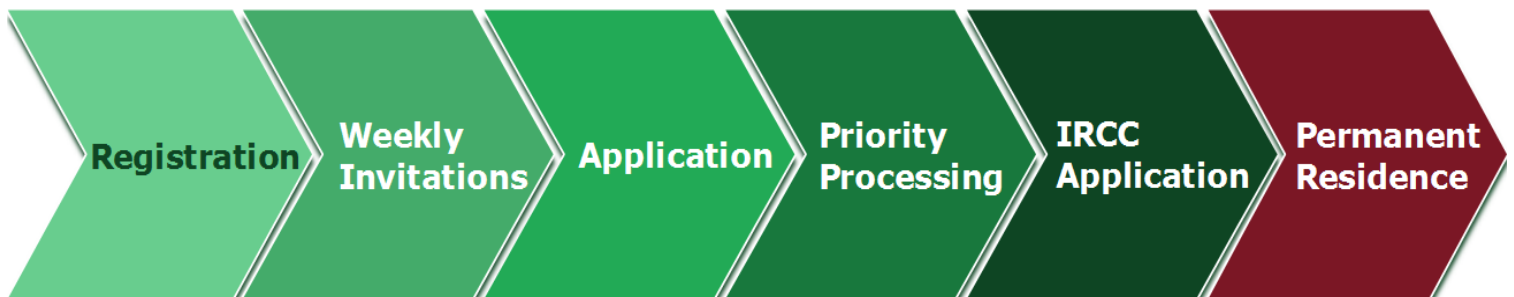 Registration
Weekly
Invitations
Application
Priority
Processing
IRCC
Application
Permanent
Residence